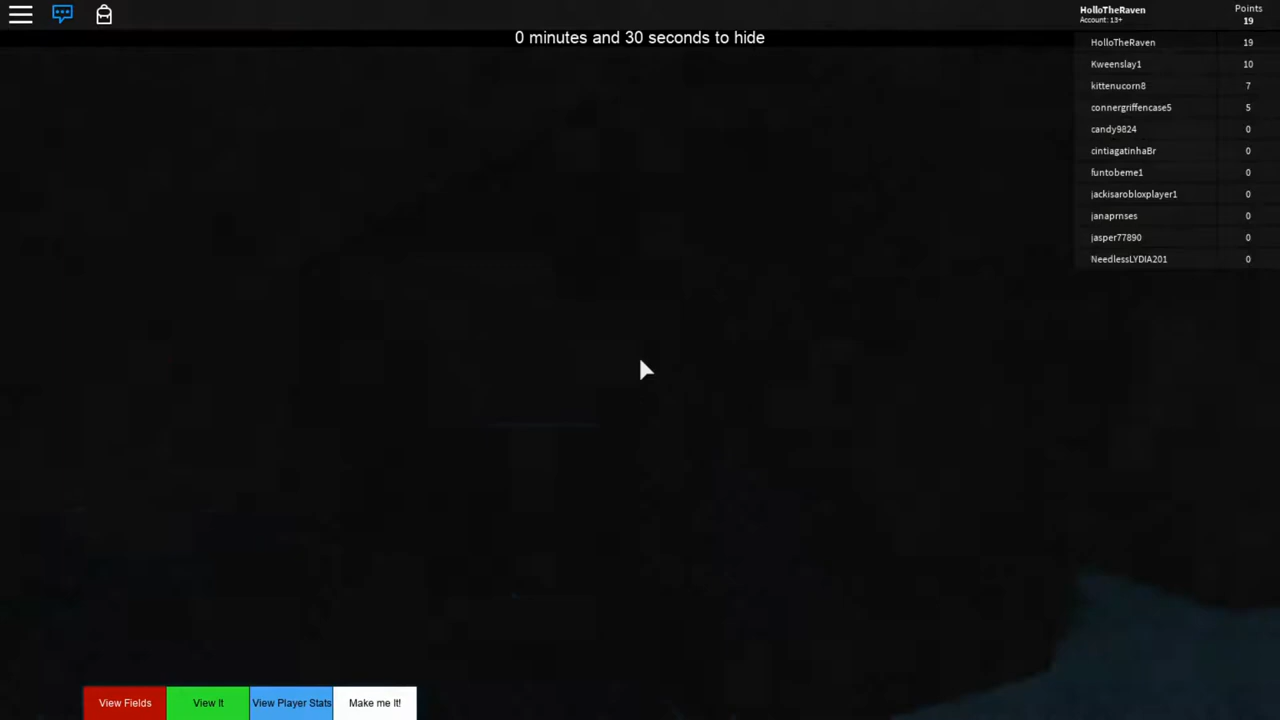 0 minutes and 30 seconds to hide
HolloTheRaven
Account: 13+
Points
19
HolloTheRaven 19
Kweenslay1 10
kittenucorn8 7
connergriffencase5 5
candy9824 0
cintiagatinhaBr 0
funtobeme1 0
jackisarobloxplayer1 0
janaprnses 0
jasper77890 0
NeedlessLYDIA201 0
View Fields
View It
View Player Stats
Make me It!